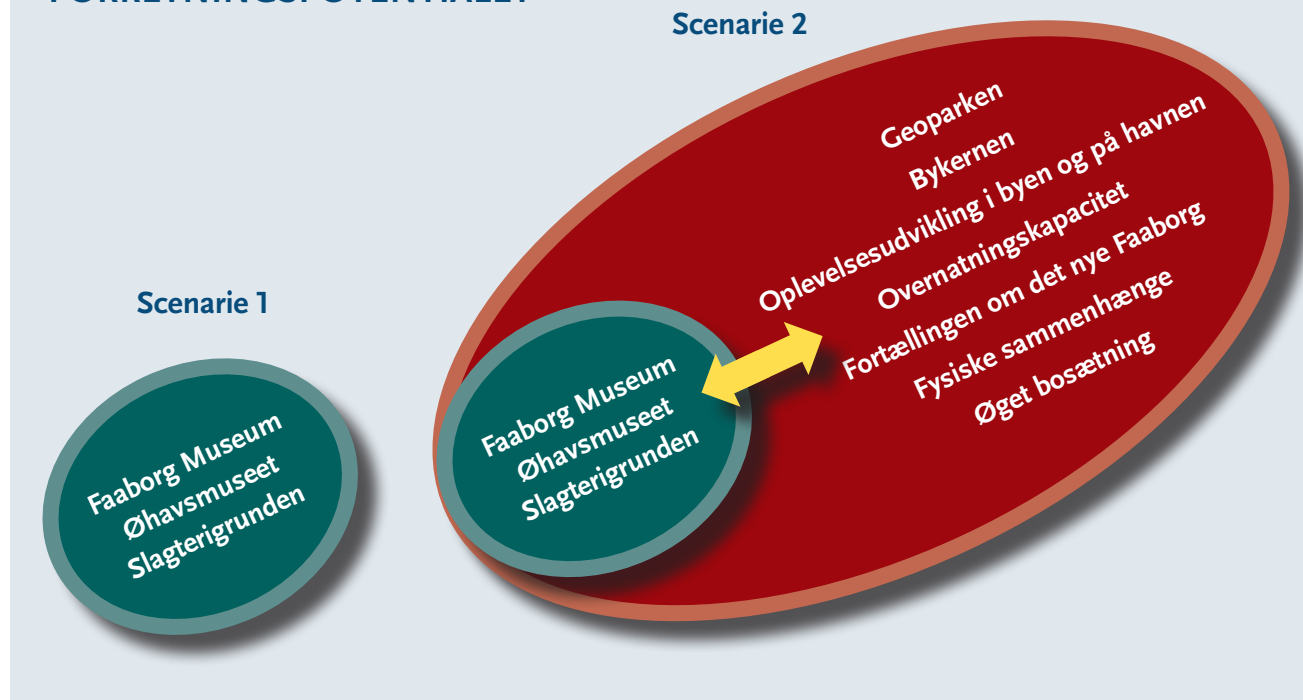 FORRETNINGSPOTENTIALET
Scenarie 2
Geoparken
Bykernen
Oplevelsesudvikling i byen og på havnen
Overnatningskapacitet
Fortællingen om det nye Faaborg
Fysiske sammenhænge
Øget bosætning
Faaborg Museum
Øhavsmuseet
Slagterigrunden
Scenarie 1
Faaborg Museum
Øhavsmuseet
Slagterigrunden